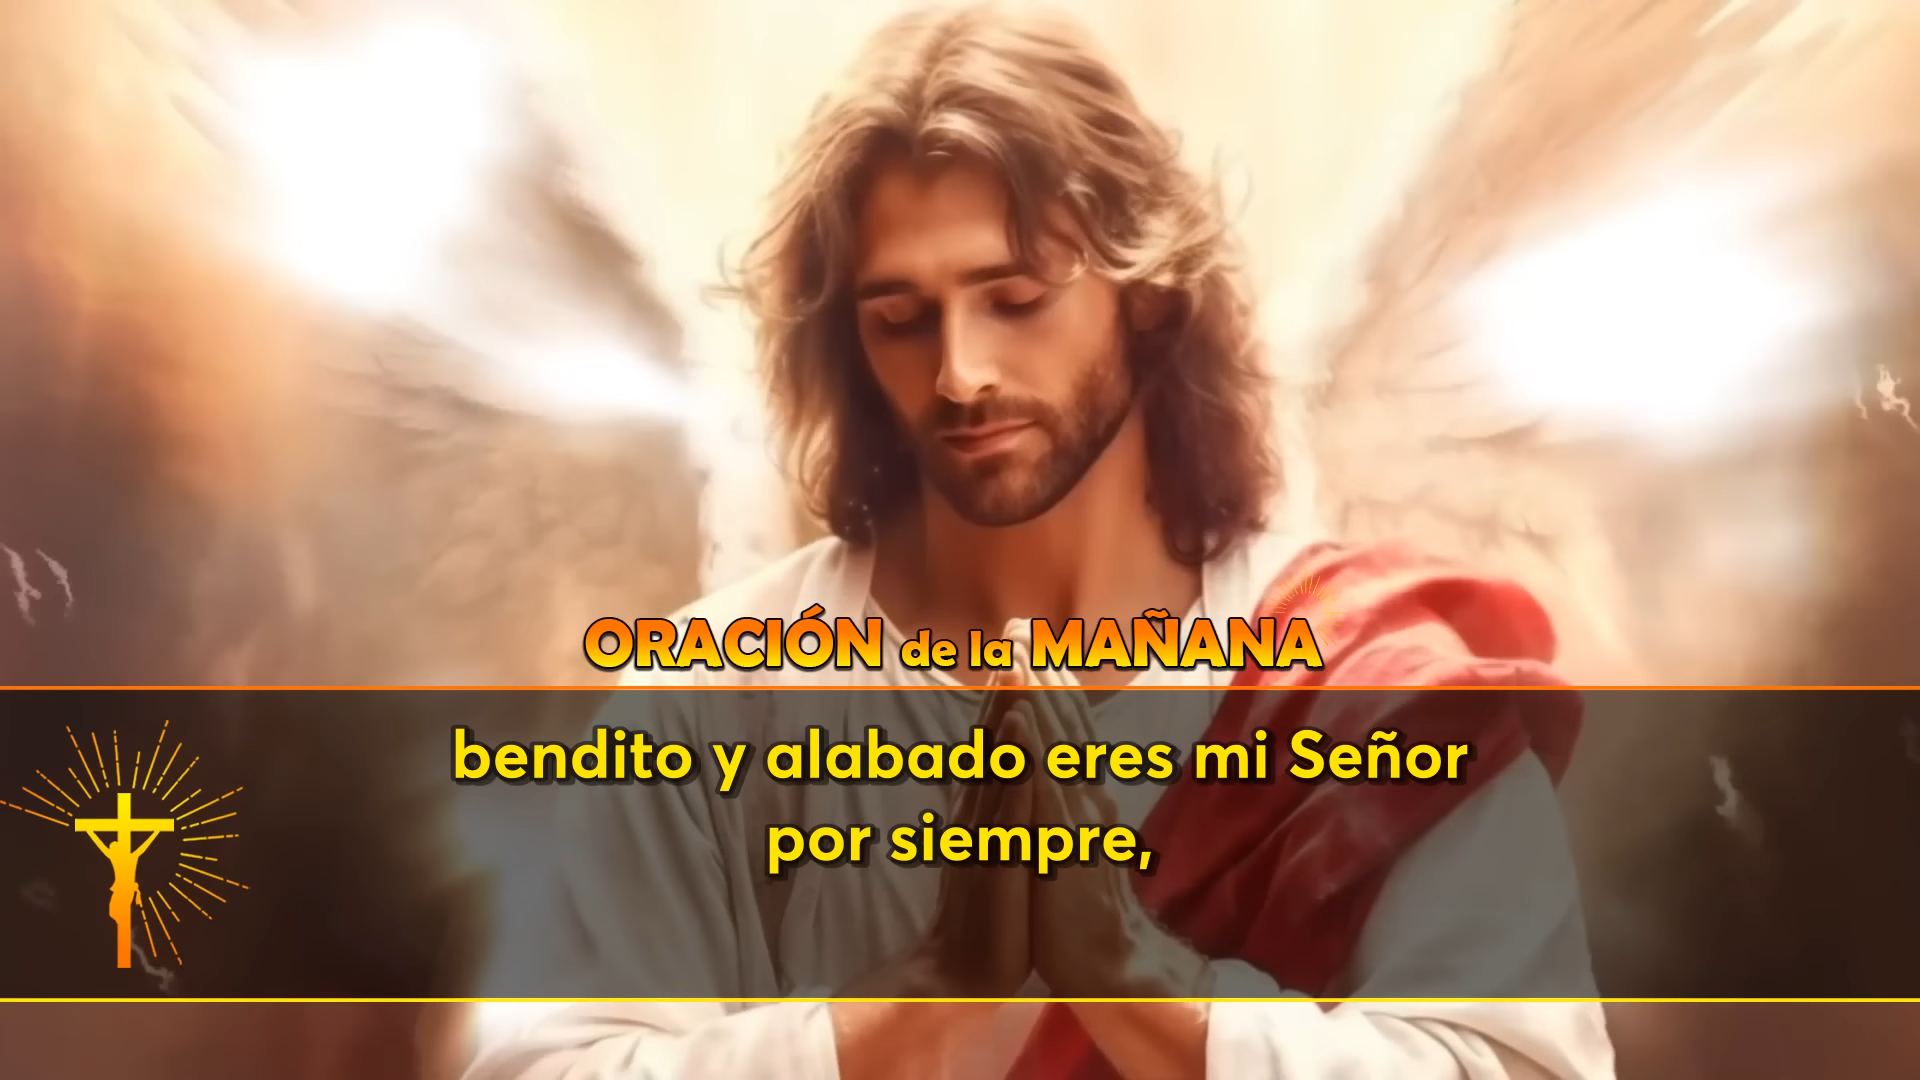 ORACIÓN de la MAÑANA
bendito y alabado eres mi Señor
por siempre,